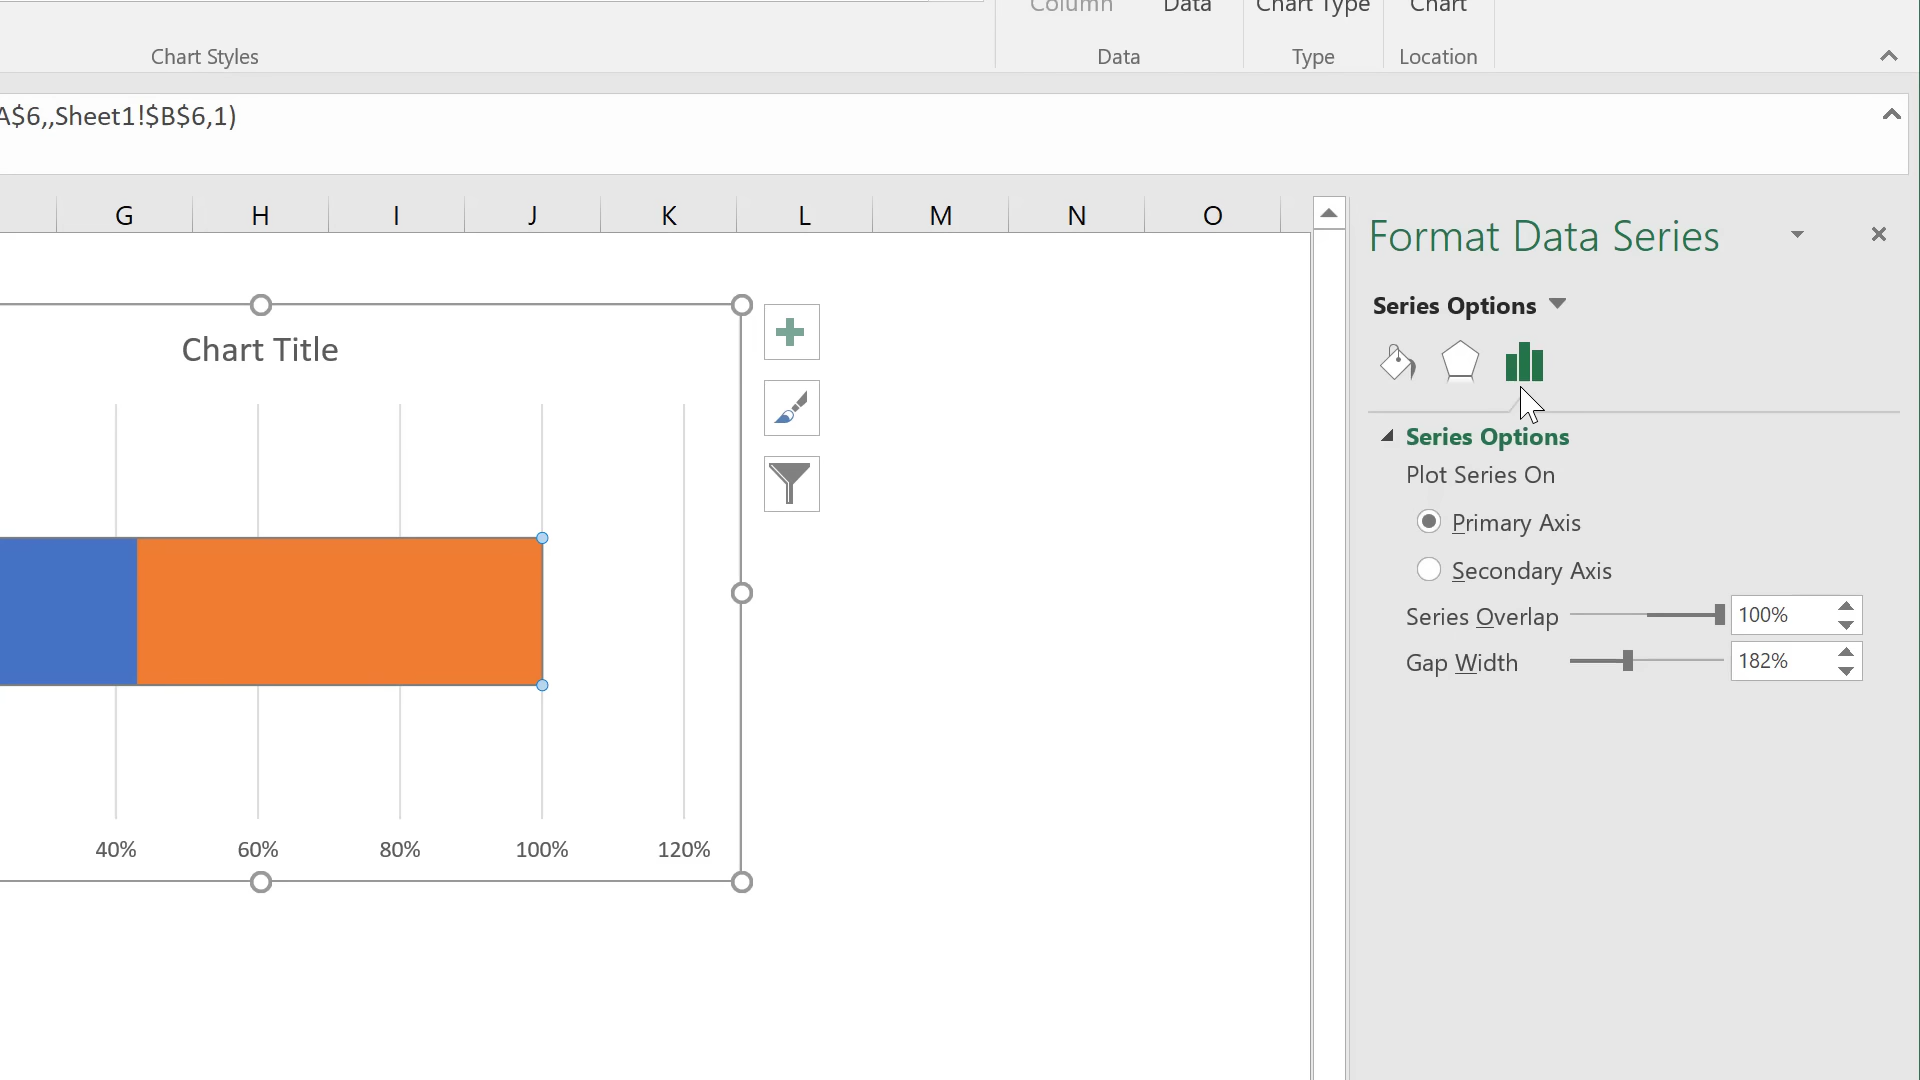 Column Data Chart Type Chart
Chart Styles Data Type Location
A$6,,Sheet1!$B$6,1)
G H I J K L M N O
Format Data Series
Series Options
Chart Title
Series Options
Plot Series On
Primary Axis
Secondary Axis
Series Overlap 100%
Gap Width 182%
40% 60% 80% 100% 120%